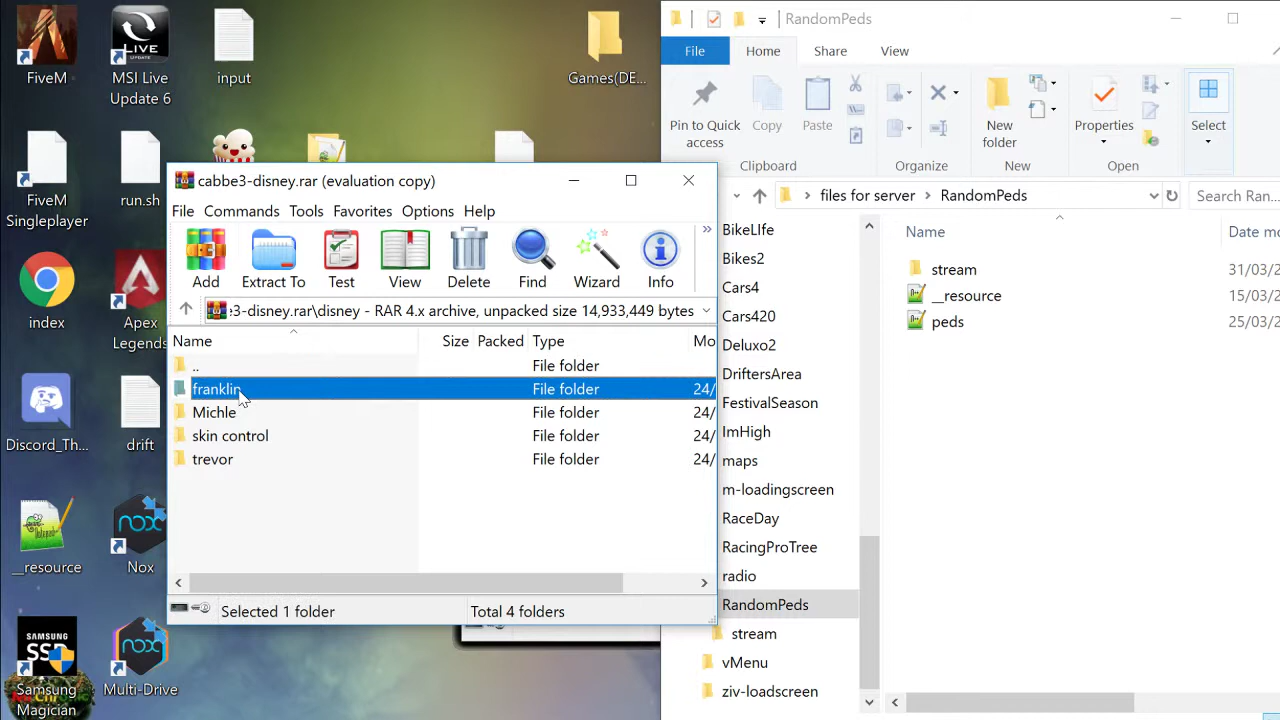 FiveM
MSI Live
Update 6
input
Games(DE...
FiveM
Singleplayer
run.sh
index
Apex
Legends
Discord_Th...
drift
__resource
Nox
Samsung
Magician
Multi-Drive
LIVE
UPDATE
SAMSUNG
nox
nox
cabbe3-disney.rar (evaluation copy)
File Commands Tools Favorites Options Help
Add Extract To Test View Delete Find Wizard Info
:3-disney.rar\disney - RAR 4.x archive, unpacked size 14,933,449 bytes
Name Size Packed Type Mo
.. File folder
franklin File folder 24/
Michle File folder 24/
skin control File folder 24/
trevor File folder 24/
Selected 1 folder Total 4 folders
RandomPeds
File Home Share View
Pin to Quick
access
Copy
Paste
New
folder
Properties
Select
Clipboard Organize New Open
files for server RandomPeds
Search Ran...
BikeLIfe
Bikes2
Cars4
Cars420
Deluxo2
DriftersArea
FestivalSeason
ImHigh
maps
m-loadingscreen
RaceDay
RacingProTree
radio
RandomPeds
stream
vMenu
ziv-loadscreen
Name Date mo
stream 31/03/2
__resource 15/03/2
peds 25/03/2